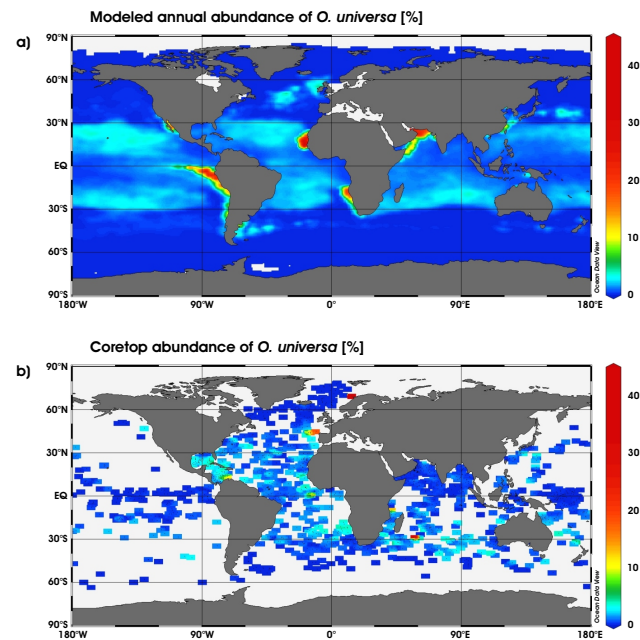 Modeled annual abundance of O. universa [%]
a)
90°N
60°N
30°N
EQ
30°S
60°S
90°S
180°W
90°W
0°
90°E
180°E
40
30
20
10
0
Ocean Data View
Coretop abundance of O. universa [%]
b)
90°N
60°N
30°N
EQ
30°S
60°S
90°S
180°W
90°W
0°
90°E
180°E
40
30
20
10
0
Ocean Data View